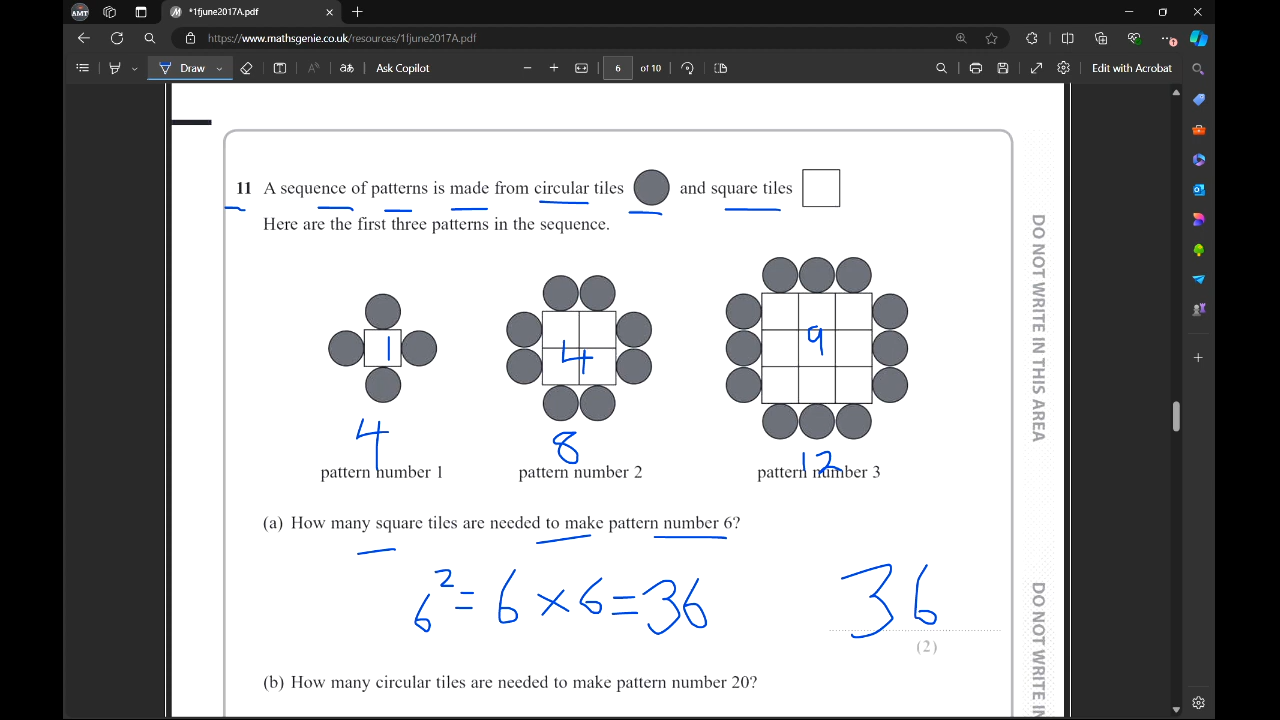 AMT
*1fjune2017A.pdf
https://www.mathsgenie.co.uk/resources/1fjune2017A.pdf
Draw
Ask Copilot
6 of 10
Edit with Acrobat
11 A sequence of patterns is made from circular tiles and square tiles
Here are the first three patterns in the sequence.
1
4
9
4
8
12
pattern number 1
pattern number 2
pattern number 3
(a) How many square tiles are needed to make pattern number 6?
6² = 6 × 6 = 36
36
(2)
(b) How many circular tiles are needed to make pattern number 20?
DO NOT WRITE IN THIS AREA
DO NOT WRITE IN